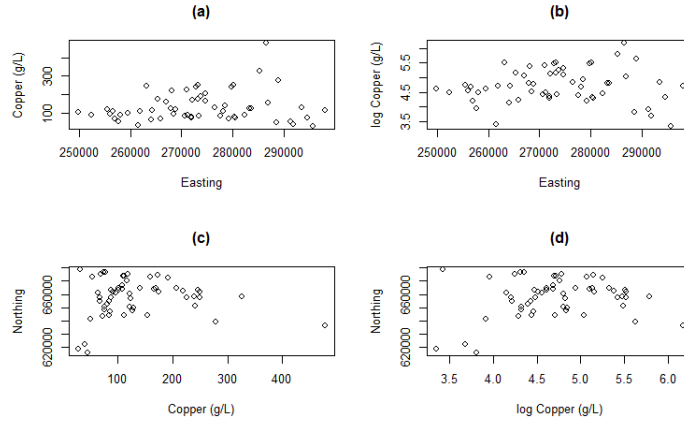 (a)
Copper (g/L)
100 300
250000 260000 270000 280000 290000
Easting
(b)
log Copper (g/L)
3.5 4.5 5.5
250000 260000 270000 280000 290000
Easting
(c)
Northing
620000 660000
100 200 300 400
Copper (g/L)
(d)
Northing
620000 660000
3.5 4.0 4.5 5.0 5.5 6.0
log Copper (g/L)